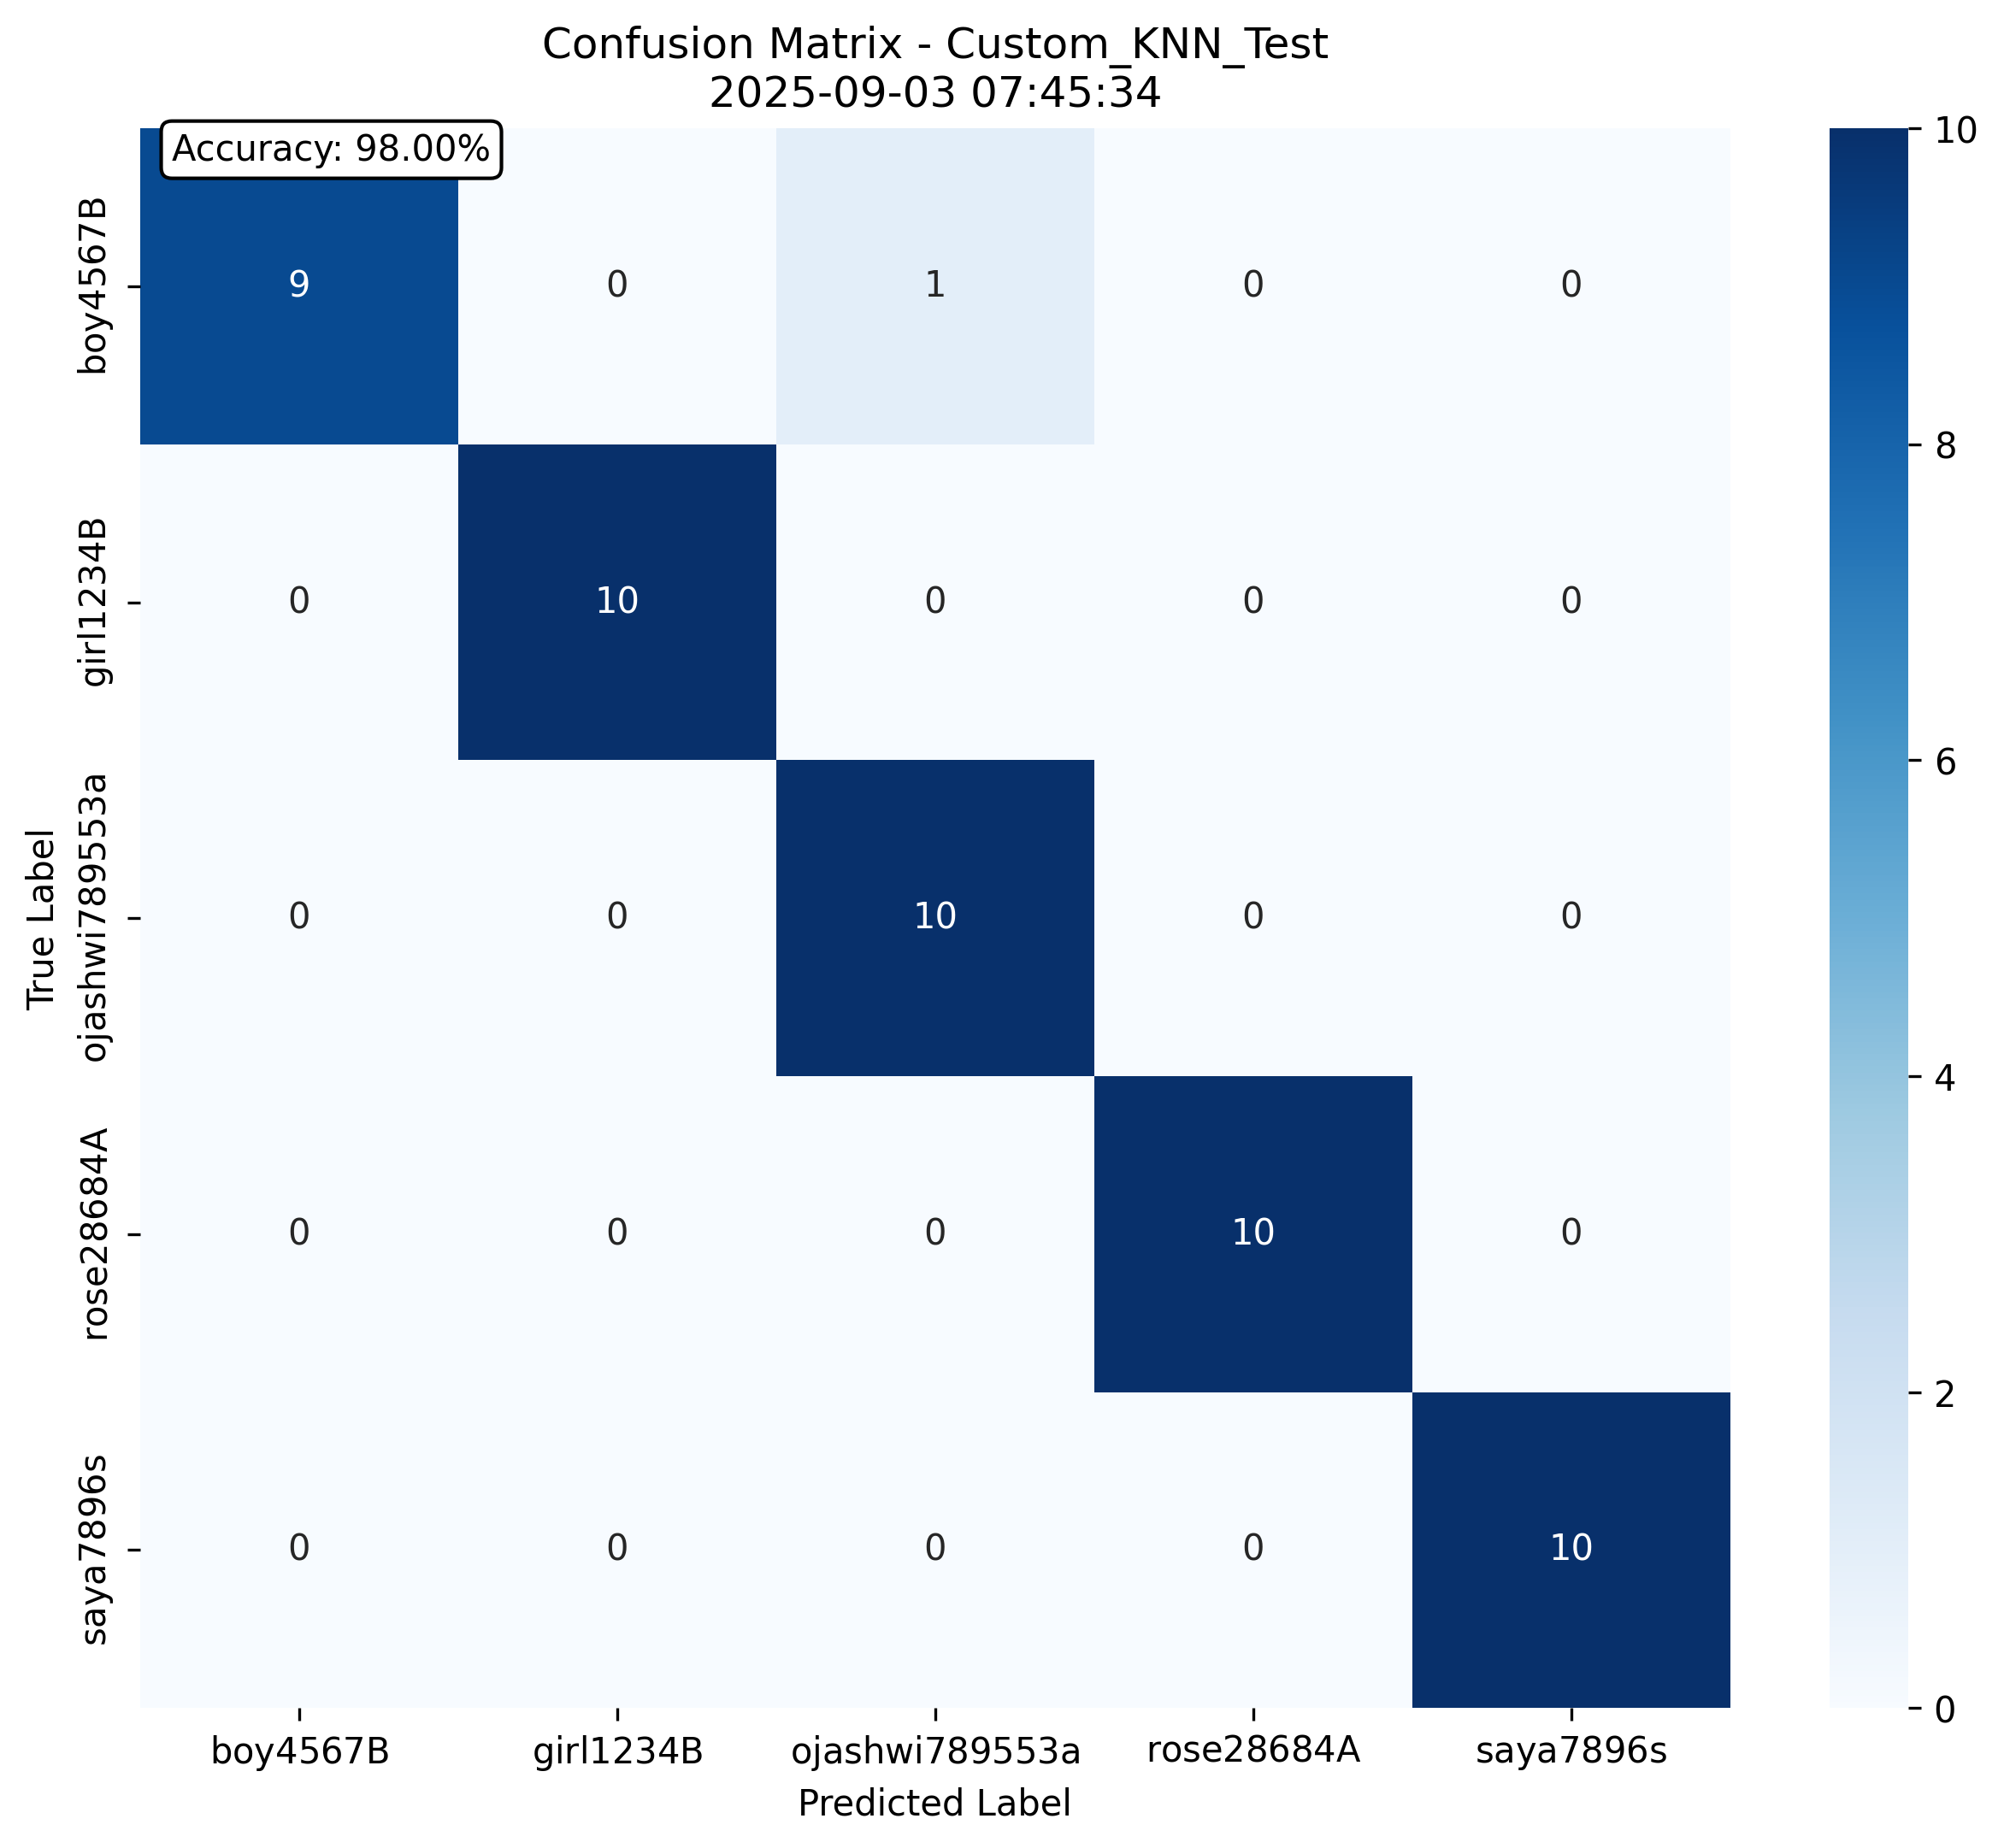 Confusion Matrix - Custom_KNN_Test
2025-09-03 07:45:34
Accuracy: 98.00%
True Label
boy4567B
9 0 1 0 0
girl1234B
0 10 0 0 0
ojashwi789553a
0 0 10 0 0
rose28684A
0 0 0 10 0
saya7896s
0 0 0 0 10
boy4567B girl1234B ojashwi789553a rose28684A saya7896s
Predicted Label
10
8
6
4
2
0